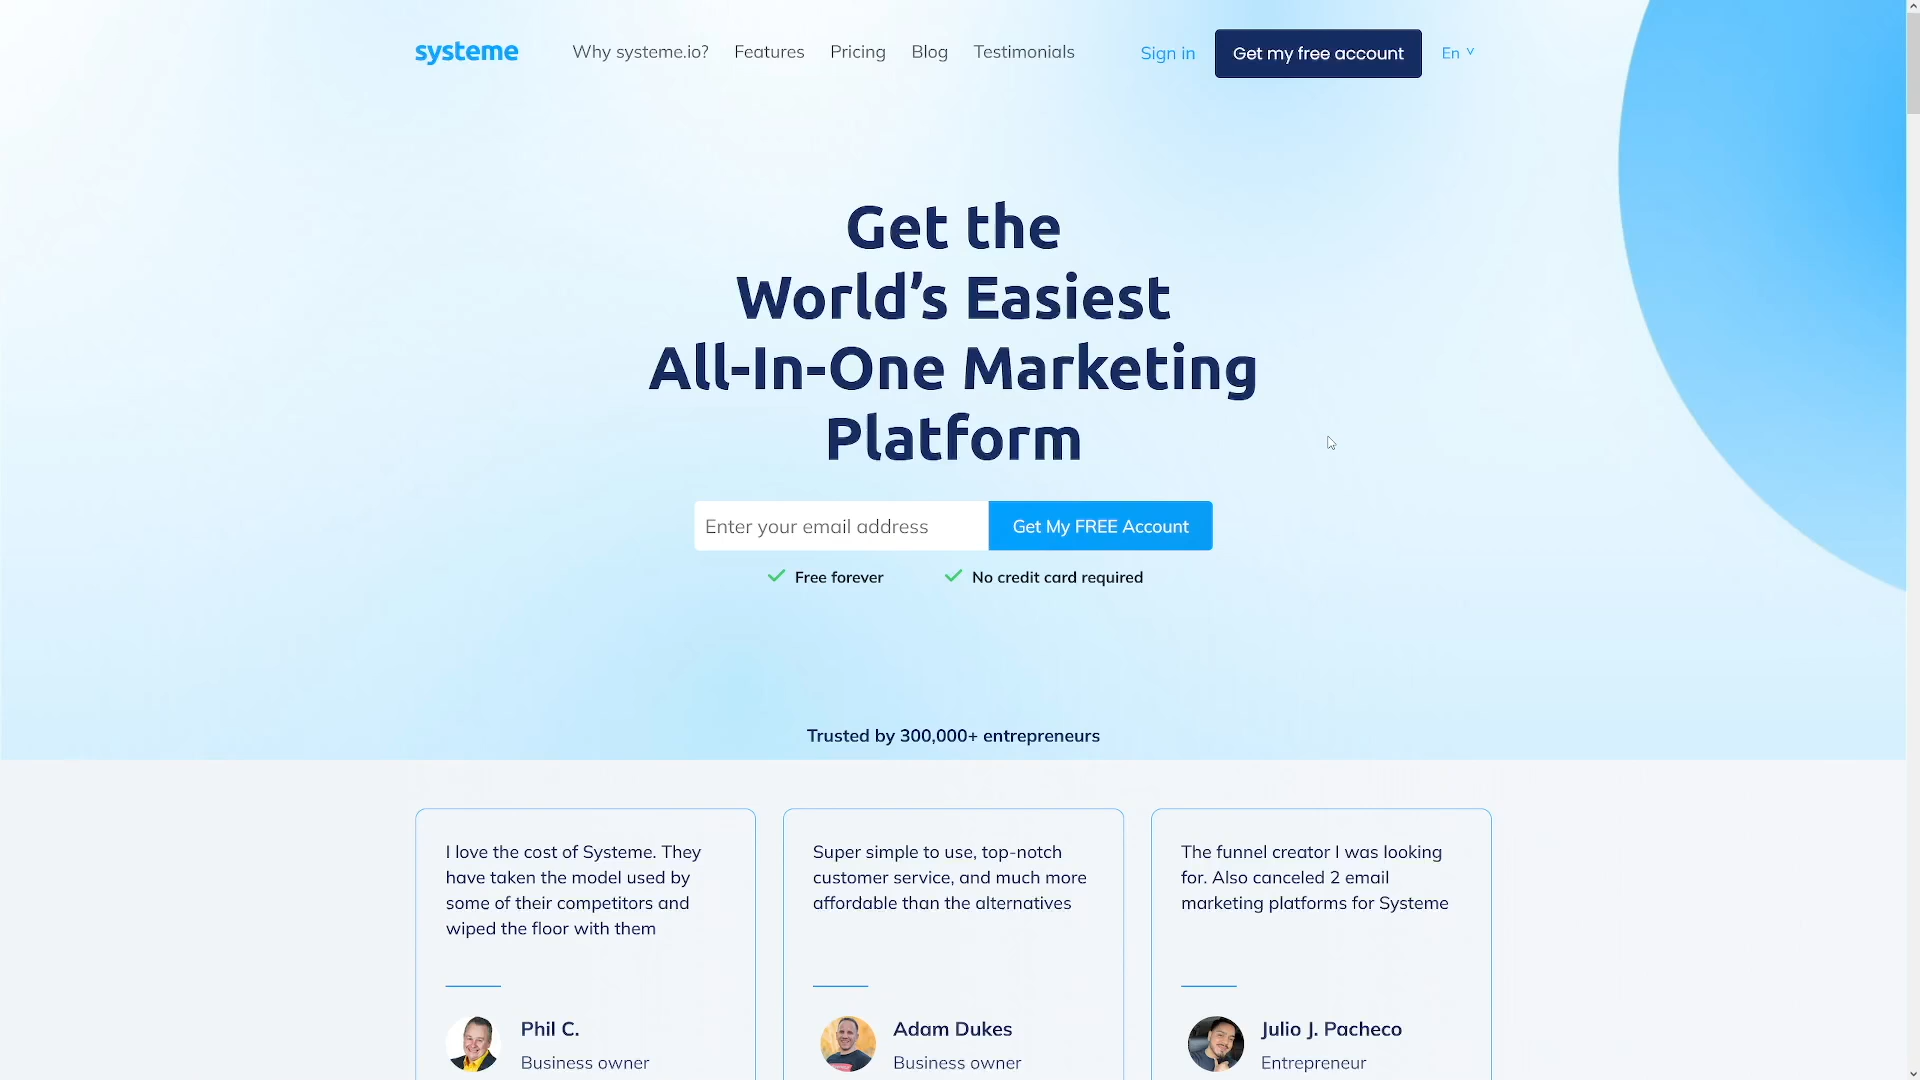 systeme
Why systeme.io? Features Pricing Blog Testimonials Sign in Get my free account En
Get the
World’s Easiest
All-In-One Marketing
Platform
Enter your email address Get My FREE Account
Free forever No credit card required
Trusted by 300,000+ entrepreneurs
I love the cost of Systeme. They
have taken the model used by
some of their competitors and
wiped the floor with them
Phil C.
Business owner
Super simple to use, top-notch
customer service, and much more
affordable than the alternatives
Adam Dukes
Business owner
The funnel creator I was looking
for. Also canceled 2 email
marketing platforms for Systeme
Julio J. Pacheco
Entrepreneur